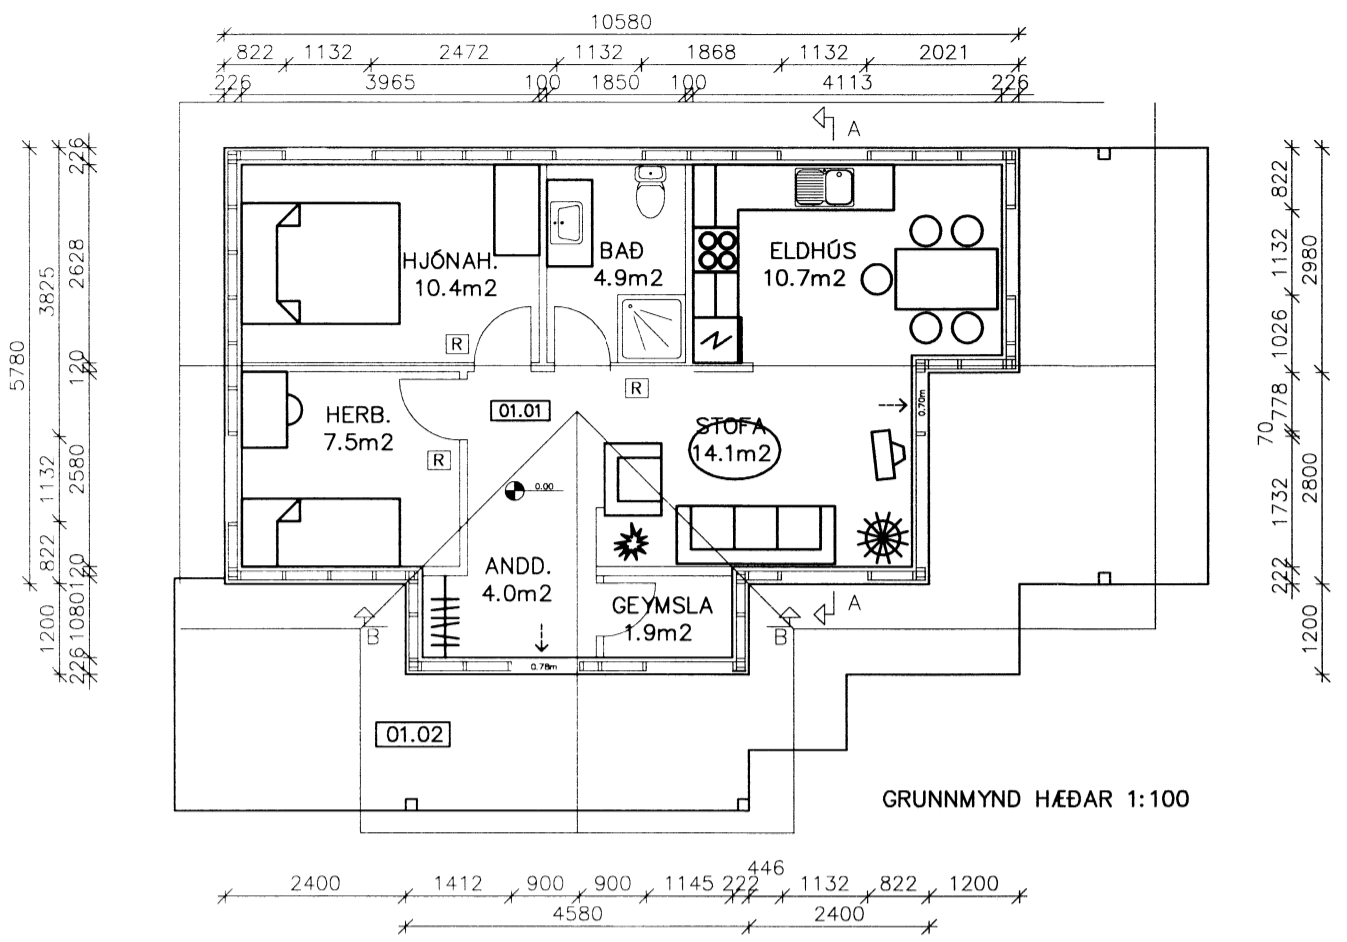 10580
822 1132 2472 1132 1868 1132 2021
226 3965 100 1850 100 4113 226
A
HJÓNAH.
10.4m2
BAÐ
4.9m2
ELDHÚS
10.7m2
R
R
HERB.
7.5m2
01.01
STOFA
14.1m2
0.70m
R
0.00
ANDD.
4.0m2
GEYMSLA
1.9m2
A
B
B
0.78m
01.02
GRUNNMYND HÆÐAR 1:100
5780
3825 1132 822 1200
226 2628 120 2580 120 1080 226
822 1132 1026 778 70 1732 222
2980 2800 1200
446
2400 1412 900 900 1145 222 1132 822 1200
4580 2400